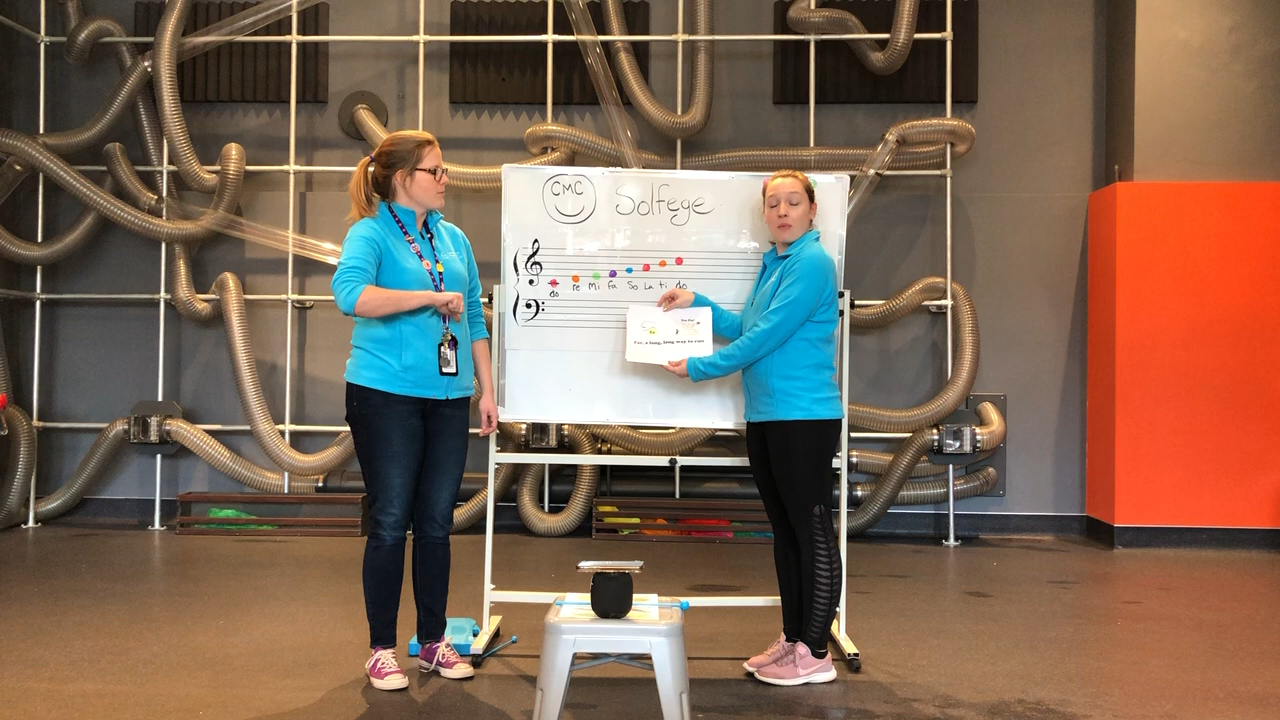 CMC
Solfege
do re mi fa so La ti do
Far, a long, long way to run